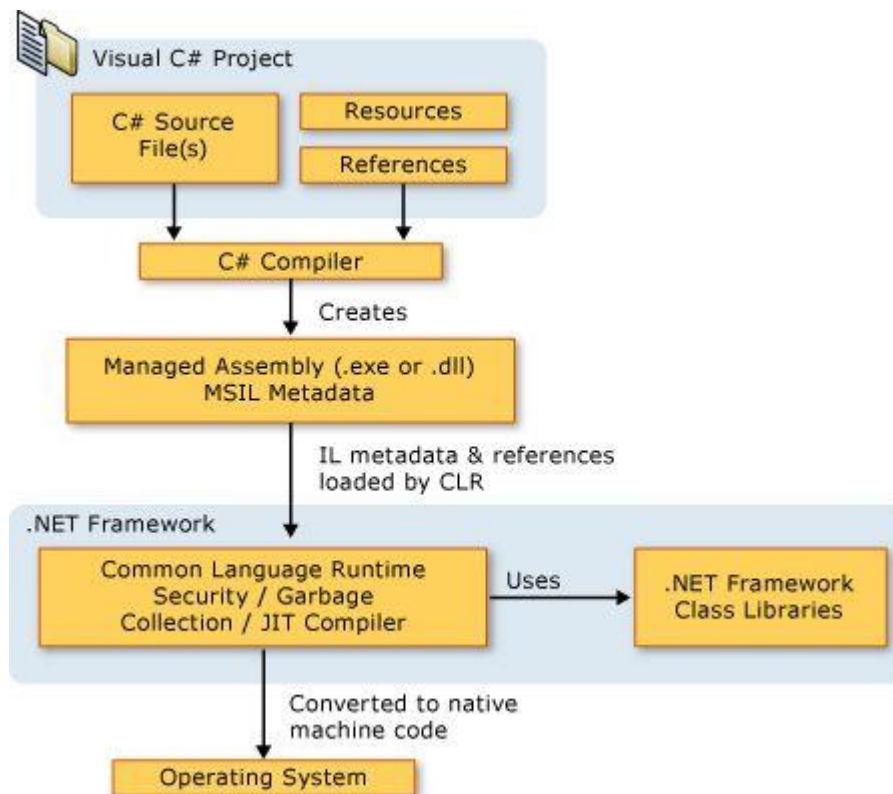 Visual C# Project
C# Source
File(s)
Resources
References
C# Compiler
Creates
Managed Assembly (.exe or .dll)
MSIL Metadata
IL metadata & references
loaded by CLR
.NET Framework
Common Language Runtime
Security / Garbage
Collection / JIT Compiler
Uses
.NET Framework
Class Libraries
Converted to native
machine code
Operating System